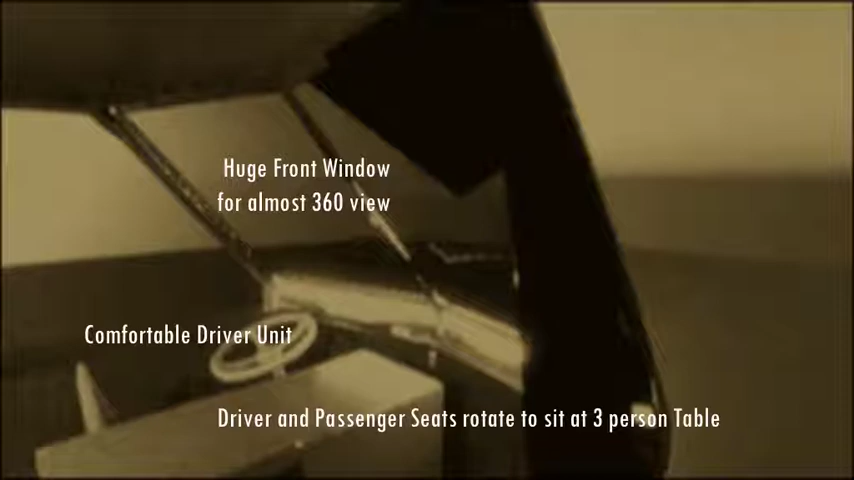 Huge Front Window
for almost 360 view
Comfortable Driver Unit
Driver and Passenger Seats rotate to sit at 3 person Table